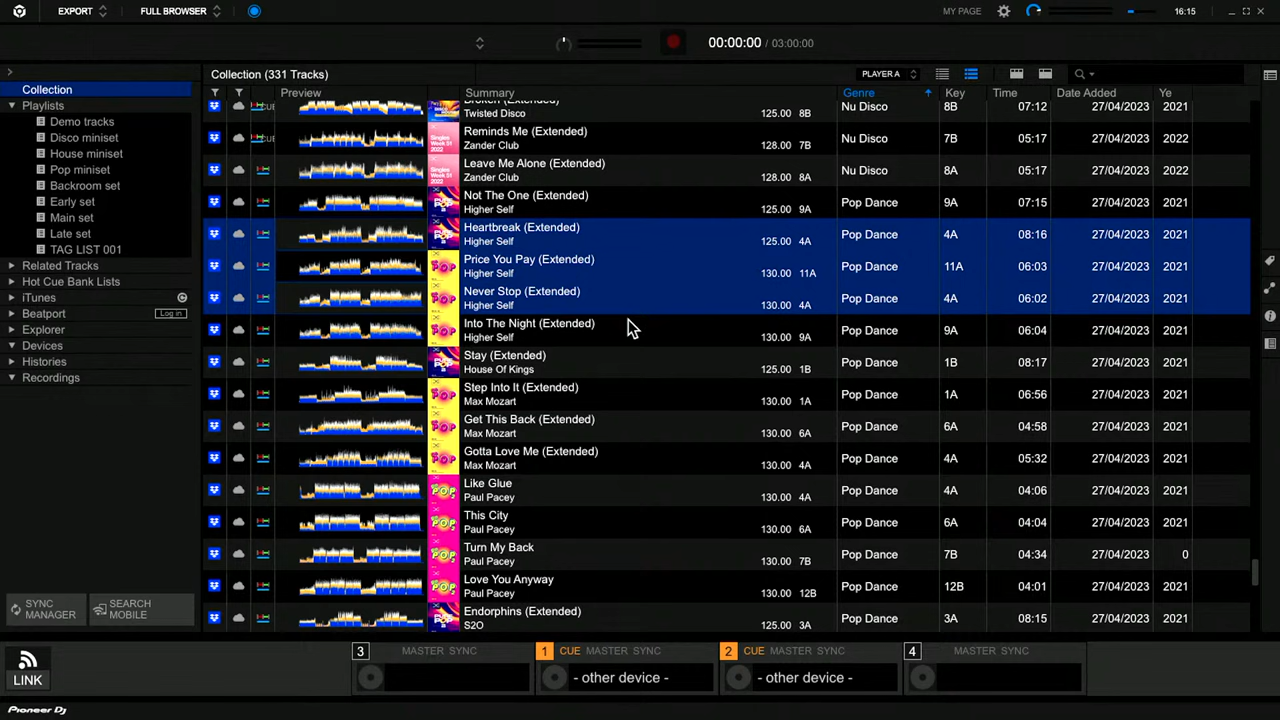 EXPORT FULL BROWSER MY PAGE 16:15
00:00:00 / 03:00:00
Collection (331 Tracks) PLAYER A
Collection
Playlists
Demo tracks
Disco miniset
House miniset
Pop miniset
Backroom set
Early set
Main set
Late set
TAG LIST 001
Related Tracks
Hot Cue Bank Lists
iTunes
Beatport Log in
Explorer
Devices
Histories
Recordings
SYNC MANAGER
SEARCH MOBILE
Preview Summary Genre Key Time Date Added Ye
Broken (Extended)
Twisted Disco 125.00 8B Nu Disco 8B 07:12 27/04/2023 2021
Reminds Me (Extended)
Zander Club 128.00 7B Nu Disco 7B 05:17 27/04/2023 2022
Leave Me Alone (Extended)
Zander Club 128.00 8A Nu Disco 8A 05:17 27/04/2023 2022
Not The One (Extended)
Higher Self 125.00 9A Pop Dance 9A 07:15 27/04/2023 2021
Heartbreak (Extended)
Higher Self 125.00 4A Pop Dance 4A 08:16 27/04/2023 2021
Price You Pay (Extended)
Higher Self 130.00 11A Pop Dance 11A 06:03 27/04/2023 2021
Never Stop (Extended)
Higher Self 130.00 4A Pop Dance 4A 06:02 27/04/2023 2021
Into The Night (Extended)
Higher Self 130.00 9A Pop Dance 9A 06:04 27/04/2023 2021
Stay (Extended)
House Of Kings 125.00 1B Pop Dance 1B 08:17 27/04/2023 2021
Step Into It (Extended)
Max Mozart 130.00 1A Pop Dance 1A 06:56 27/04/2023 2021
Get This Back (Extended)
Max Mozart 130.00 6A Pop Dance 6A 04:58 27/04/2023 2021
Gotta Love Me (Extended)
Max Mozart 130.00 4A Pop Dance 4A 05:32 27/04/2023 2021
Like Glue
Paul Pacey 130.00 4A Pop Dance 4A 04:06 27/04/2023 2021
This City
Paul Pacey 130.00 6A Pop Dance 6A 04:04 27/04/2023 2021
Turn My Back
Paul Pacey 130.00 7B Pop Dance 7B 04:34 27/04/2023 0
Love You Anyway
Paul Pacey 130.00 12B Pop Dance 12B 04:01 27/04/2023 2021
Endorphins (Extended)
S2O 125.00 3A Pop Dance 3A 08:15 27/04/2023 2021
LINK
3 MASTER SYNC
1 CUE MASTER SYNC
- other device -
2 CUE MASTER SYNC
- other device -
4 MASTER SYNC
Pioneer Dj